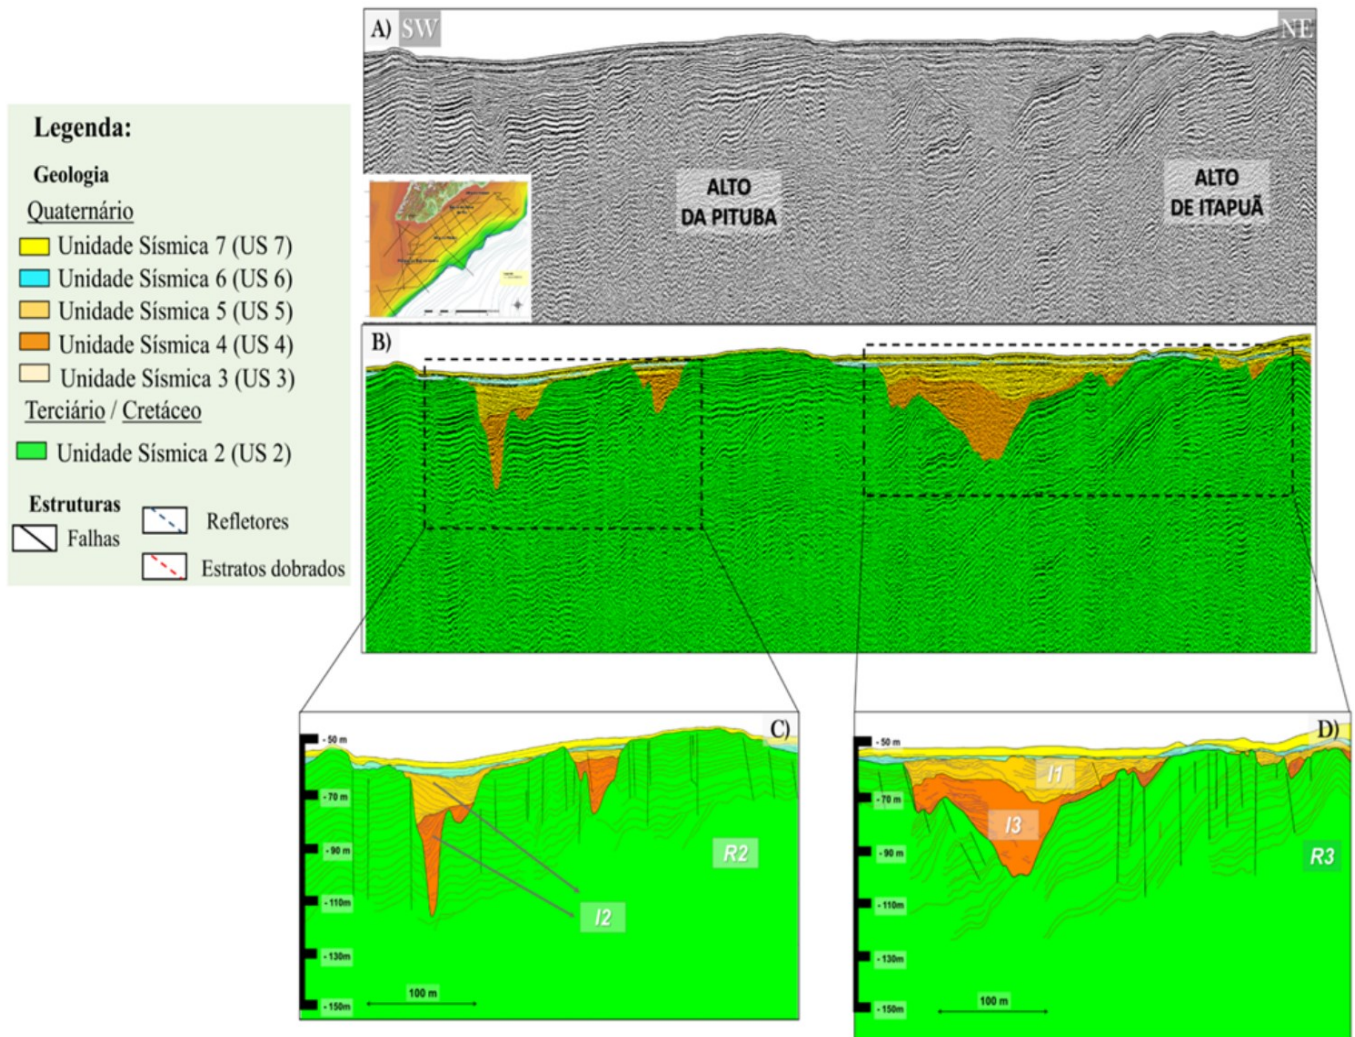 A) SW
NE
Legenda:
Geologia
Quaternário
Unidade Sísmica 7 (US 7)
Unidade Sísmica 6 (US 6)
Unidade Sísmica 5 (US 5)
Unidade Sísmica 4 (US 4)
Unidade Sísmica 3 (US 3)
Terciário / Cretáceo
Unidade Sísmica 2 (US 2)
Estruturas
Falhas
Refletores
Estratos dobrados
ALTO
DA PITUBA
ALTO
DE ITAPUÃ
B)
C)
- 50 m
- 70 m
- 90 m
- 110m
- 130m
- 150m
R2
I2
100 m
D)
- 50 m
- 70 m
- 90 m
- 110m
- 130m
- 150m
I1
I3
R3
100 m